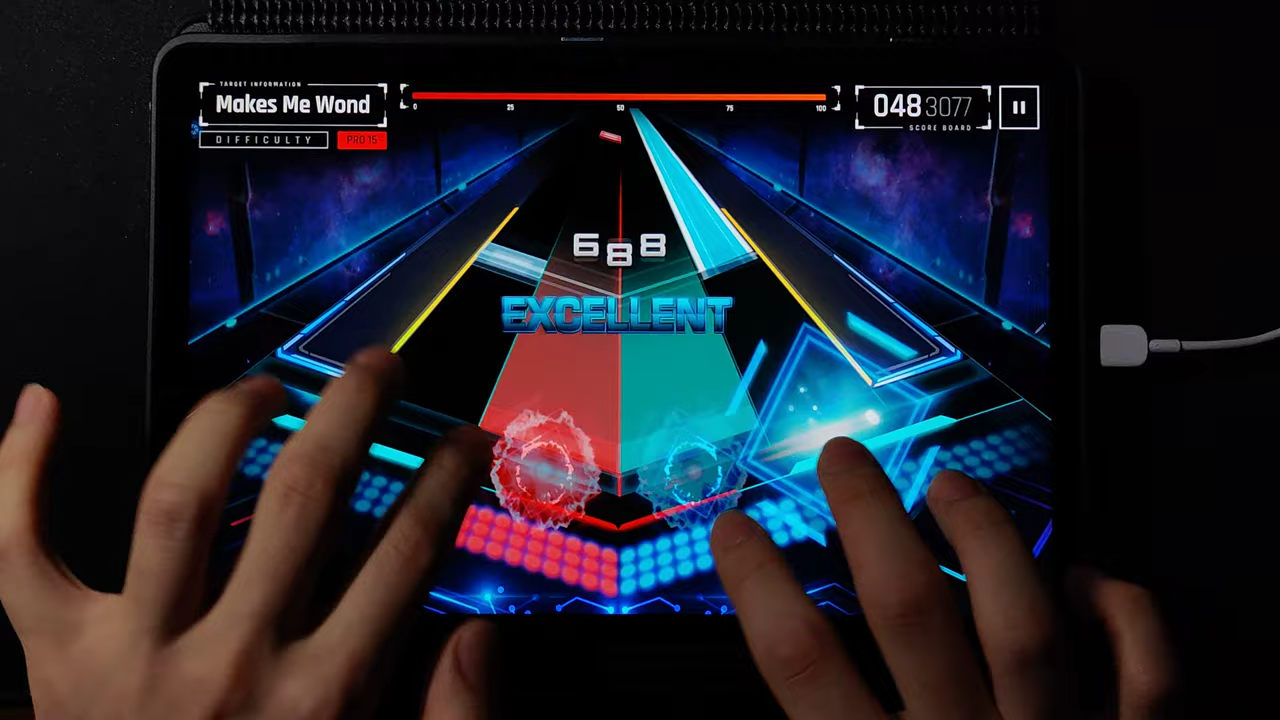 TARGET INFORMATION
Makes Me Wond
DIFFICULTY
PRO 15
0 25 50 75 100
0483077
SCORE BOARD
688
EXCELLENT